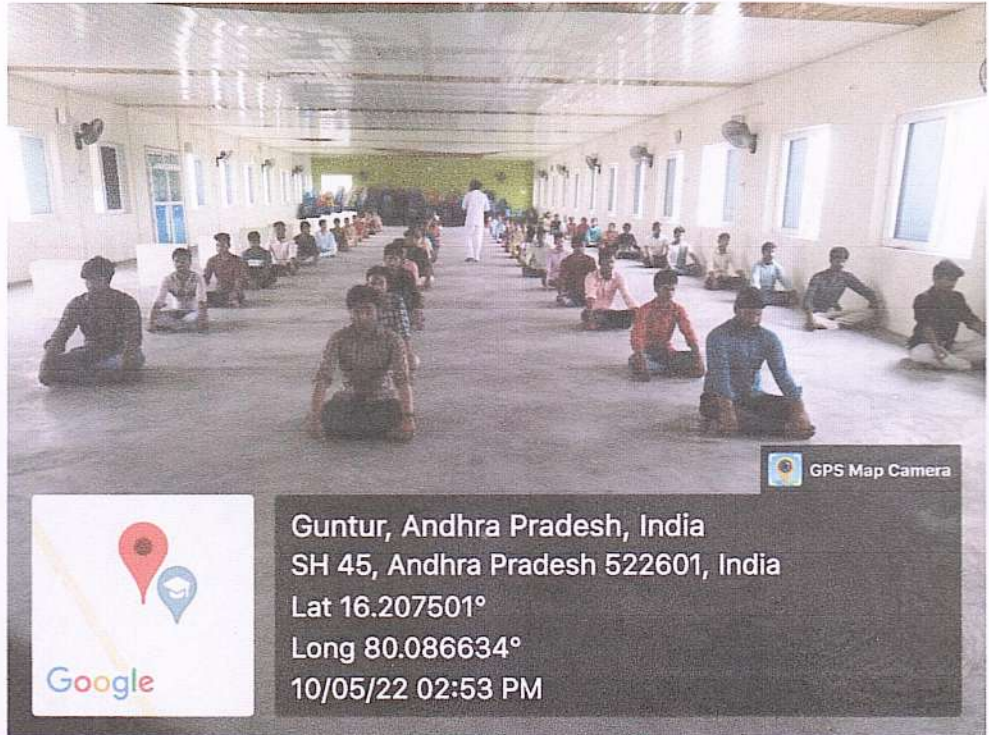 GPS Map Camera
Guntur, Andhra Pradesh, India
SH 45, Andhra Pradesh 522601, India
Lat 16.207501°
Long 80.086634°
10/05/22 02:53 PM
Google